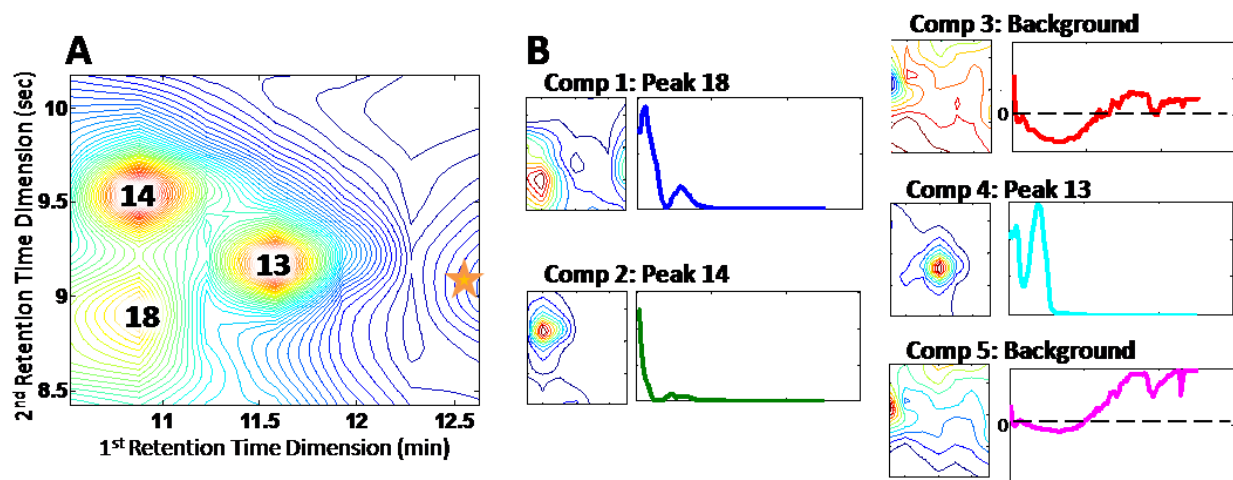 A
2nd Retention Time Dimension (sec)
10
9.5
9
8.5
14
13
18
11
11.5
12
12.5
1st Retention Time Dimension (min)
B
Comp 1: Peak 18
Comp 2: Peak 14
Comp 3: Background
0
Comp 4: Peak 13
Comp 5: Background
0